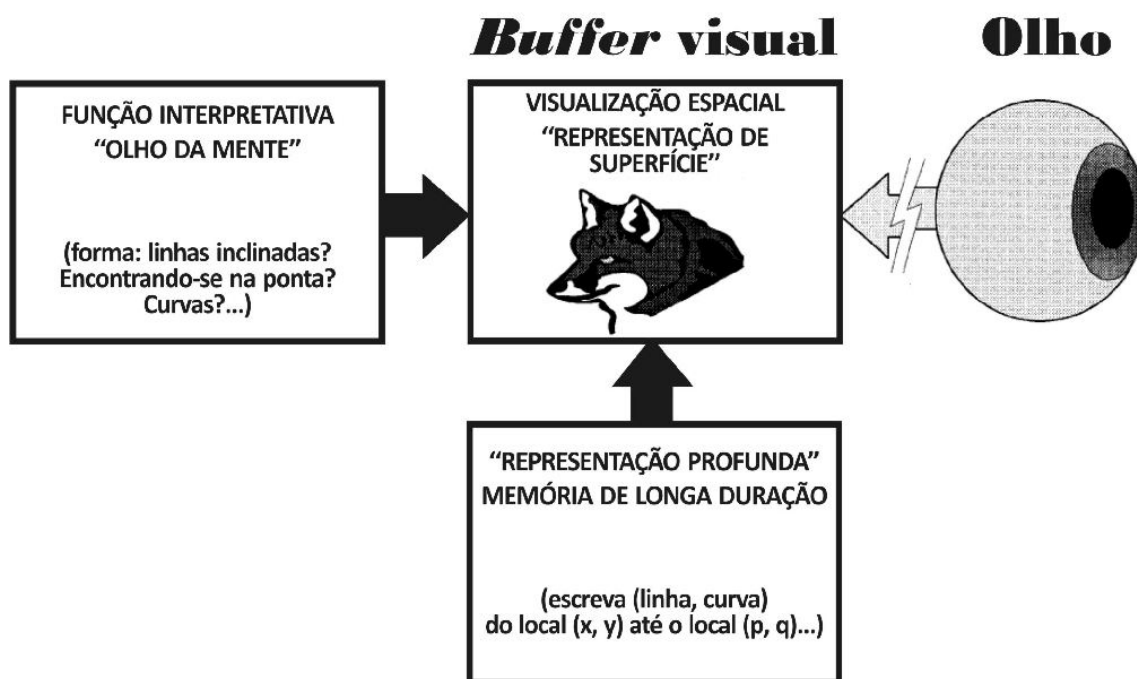 Buffer visual
Olho
FUNÇÃO INTERPRETATIVA
“OLHO DA MENTE”
(forma: linhas inclinadas?
Encontrando-se na ponta?
Curvas?...)
VISUALIZAÇÃO ESPACIAL
“REPRESENTAÇÃO DE
SUPERFÍCIE”
“REPRESENTAÇÃO PROFUNDA”
MEMÓRIA DE LONGA DURAÇÃO
(escreva (linha, curva)
do local (x, y) até o local (p, q)...)